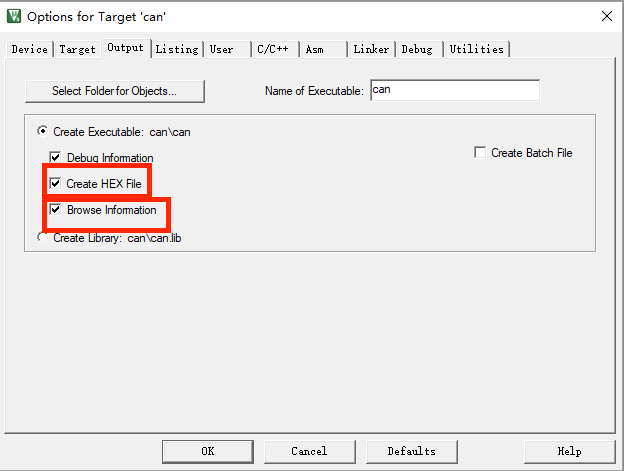 Options for Target 'can'
Device Target Output Listing User C/C++ Asm Linker Debug Utilities
Select Folder for Objects... Name of Executable: can
Create Executable: can\can
Debug Information Create Batch File
Create HEX File
Browse Information
Create Library: can\can.lib
OK Cancel Defaults Help